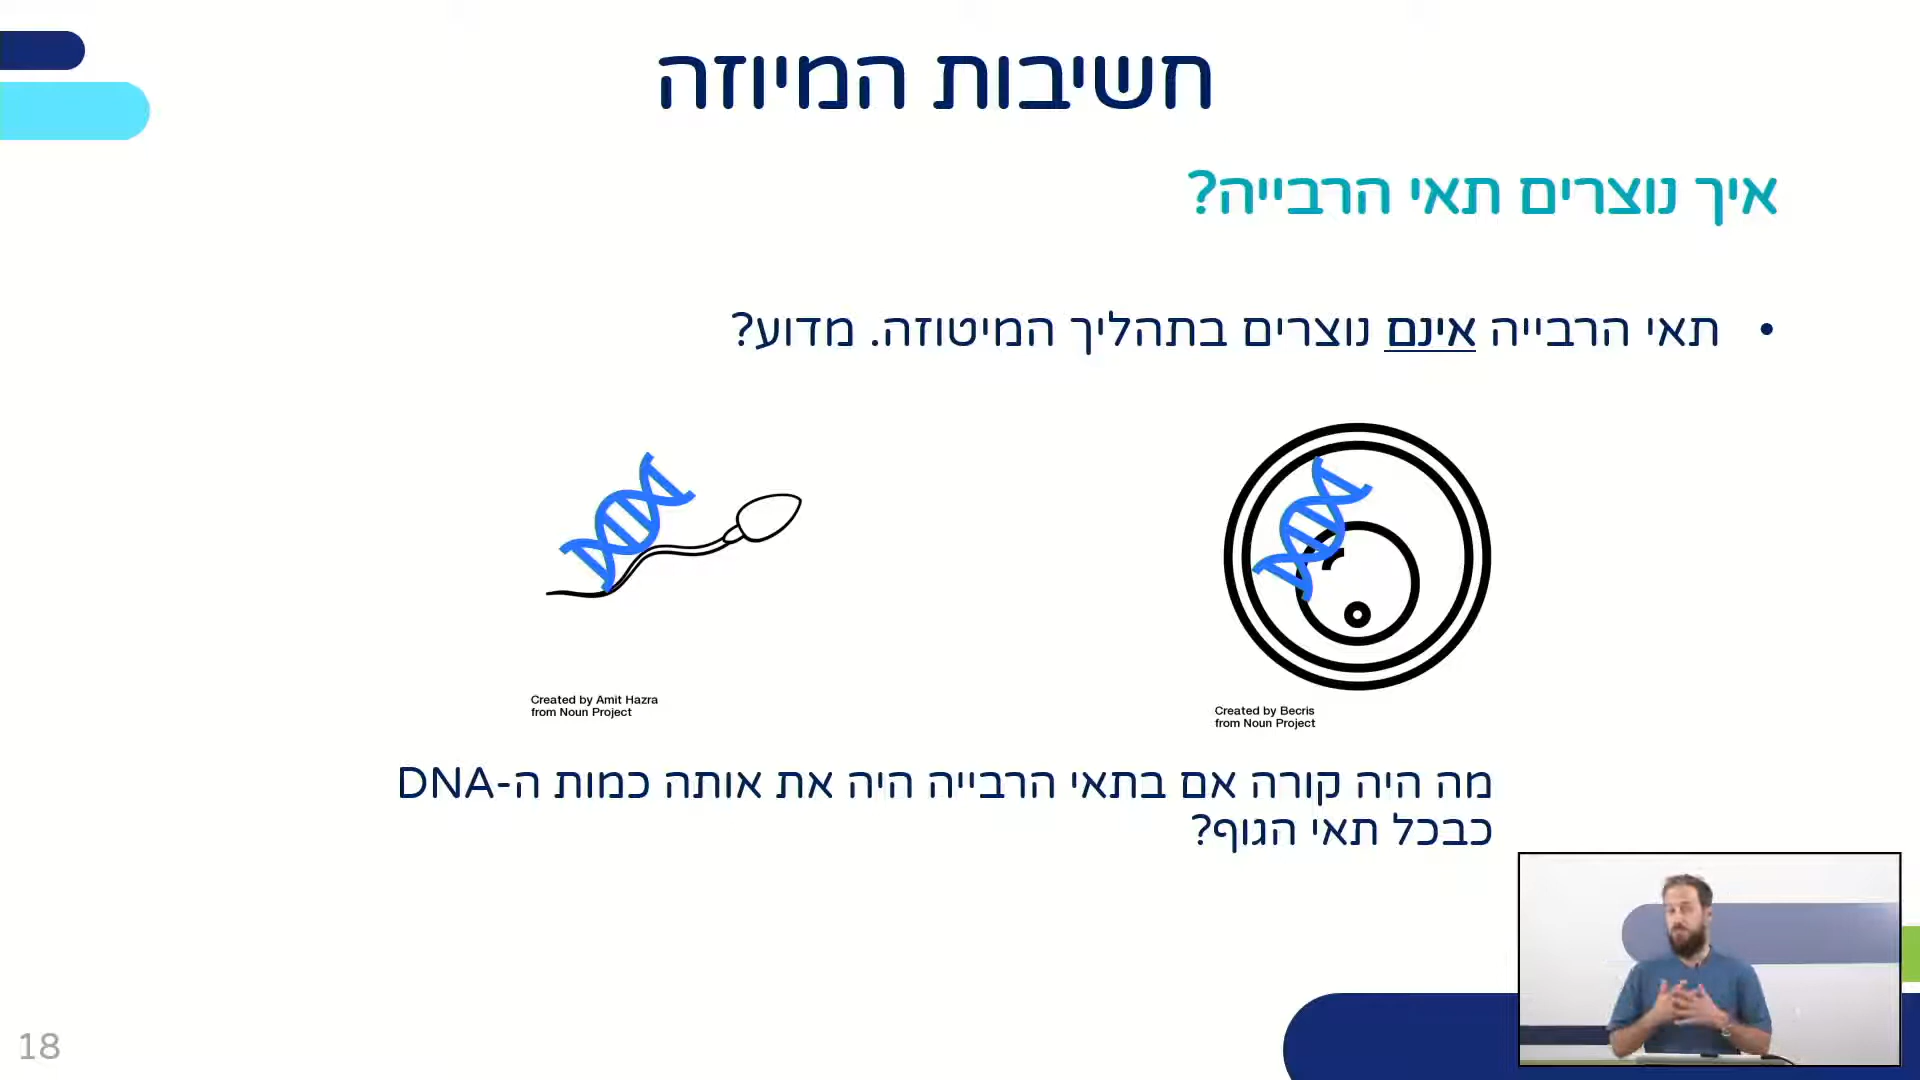 חשיבות המיוזה
איך נוצרים תאי הרבייה?
• תאי הרבייה אינם נוצרים בתהליך המיטוזה. מדוע?
Created by Becris
from Noun Project
Created by Amit Hazra
from Noun Project
מה היה קורה אם בתאי הרבייה היה את אותה כמות ה-DNA
כבכל תאי הגוף?
18